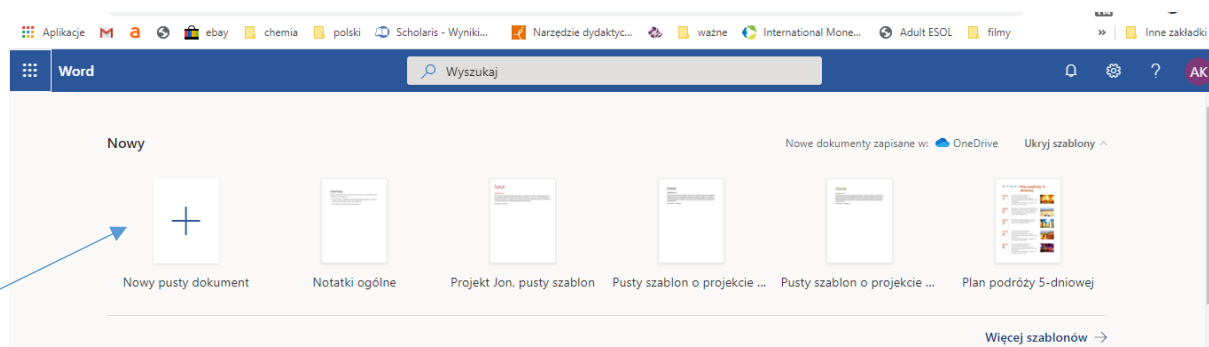 Aplikacje ebay chemia polski Scholaris - Wyniki... Narzędzie dydaktyc... ważne International Mone... Adult ESOL filmy » Inne zakładki
Word Wyszukaj ? AK
Nowy Nowe dokumenty zapisane w: OneDrive Ukryj szablony
Nowy pusty dokument Notatki ogólne Projekt Jon, pusty szablon Pusty szablon o projekcie ... Pusty szablon o projekcie ... Plan podróży 5-dniowej
Więcej szablonów